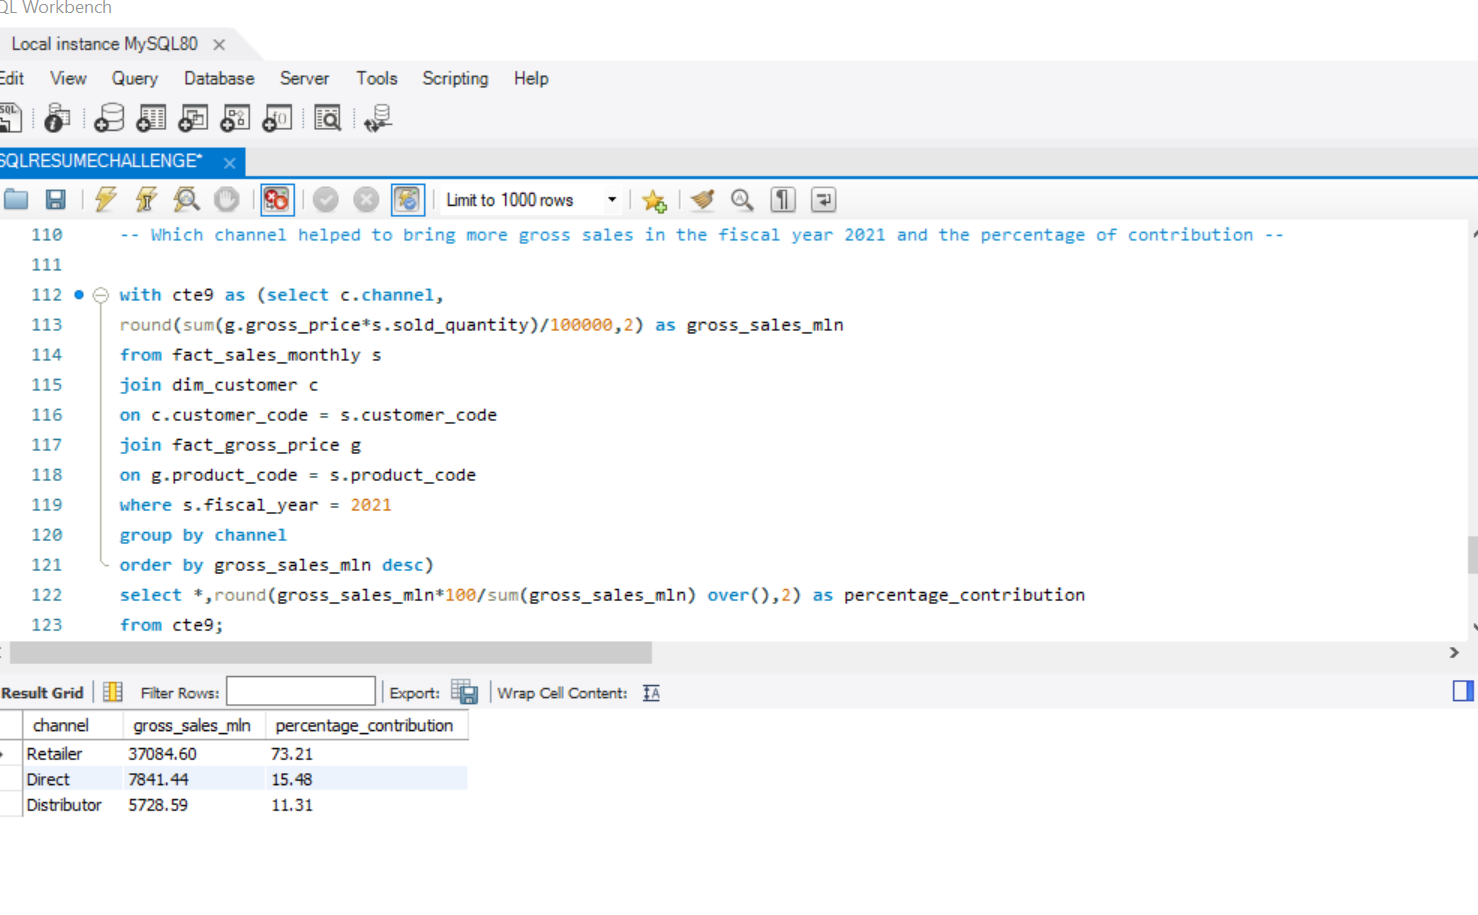 QL Workbench
Local instance MySQL80 ×
Edit View Query Database Server Tools Scripting Help
SQLRESUMECHALLENGE* ×
Limit to 1000 rows
110 -- Which channel helped to bring more gross sales in the fiscal year 2021 and the percentage of contribution --
111
112 with cte9 as (select c.channel,
113 round(sum(g.gross_price*s.sold_quantity)/100000,2) as gross_sales_mln
114 from fact_sales_monthly s
115 join dim_customer c
116 on c.customer_code = s.customer_code
117 join fact_gross_price g
118 on g.product_code = s.product_code
119 where s.fiscal_year = 2021
120 group by channel
121 order by gross_sales_mln desc)
122 select *,round(gross_sales_mln*100/sum(gross_sales_mln) over(),2) as percentage_contribution
123 from cte9;
Result Grid Filter Rows: Export: Wrap Cell Content:
channel gross_sales_mln percentage_contribution
Retailer 37084.60 73.21
Direct 7841.44 15.48
Distributor 5728.59 11.31